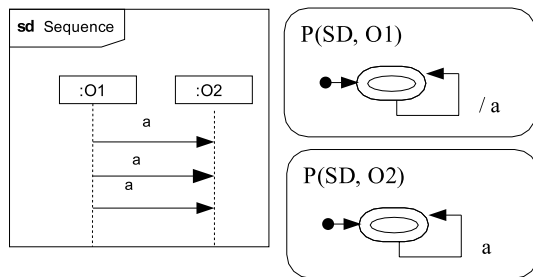 sd Sequence
:O1
:O2
a
a
a
P(SD, O1)
/ a
P(SD, O2)
a